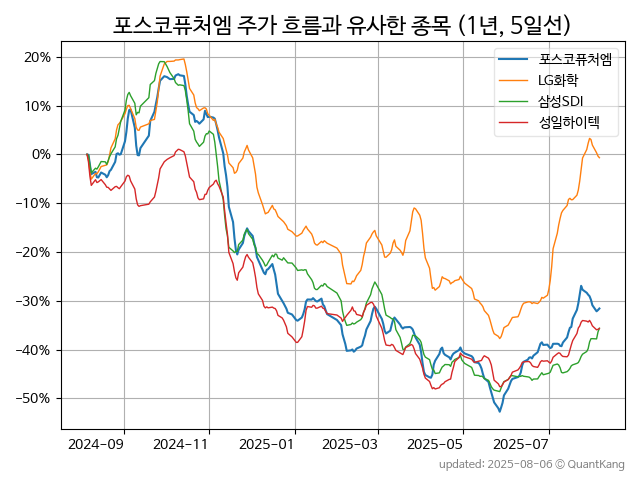 포스코퓨처엠 주가 흐름과 유사한 종목 (1년, 5일선)
20%
10%
0%
−10%
−20%
−30%
−40%
−50%
포스코퓨처엠
LG화학
삼성SDI
성일하이텍
2024−09
2024−11
2025−01
2025−03
2025−05
2025−07
updated: 2025-08-06 © QuantKang